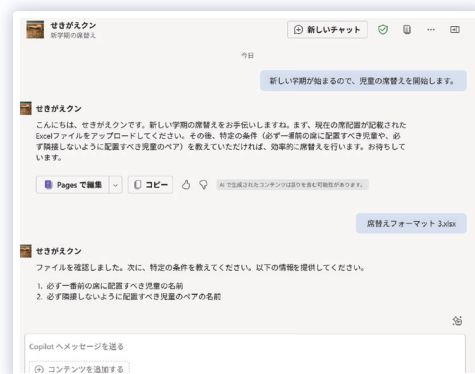 せきがえクン
新学期の席替え
新しいチャット
今日
新しい学期が始まるので、児童の席替えを開始します。
せきがえクン
こんにちは、せきがえクンです。新しい学期の席替えをお手伝いしますね。まず、現在の席配置が記載された
Excelファイルをアップロードしてください。その後、特定の条件（必ず一番前の席に配置すべき児童や、必
ず隣接しないように配置すべき児童のペア）を教えていただければ、効率的に席替えを行います。お待ちして
います。
Pages で編集
コピー
AI で生成されたコンテンツは誤りを含む可能性があります。
席替えフォーマット 3.xlsx
せきがえクン
ファイルを確認しました。次に、特定の条件を教えてください。以下の情報を提供してください。
1. 必ず一番前の席に配置すべき児童の名前
2. 必ず隣接しないように配置すべき児童のペアの名前
Copilot へメッセージを送る
コンテンツを追加する